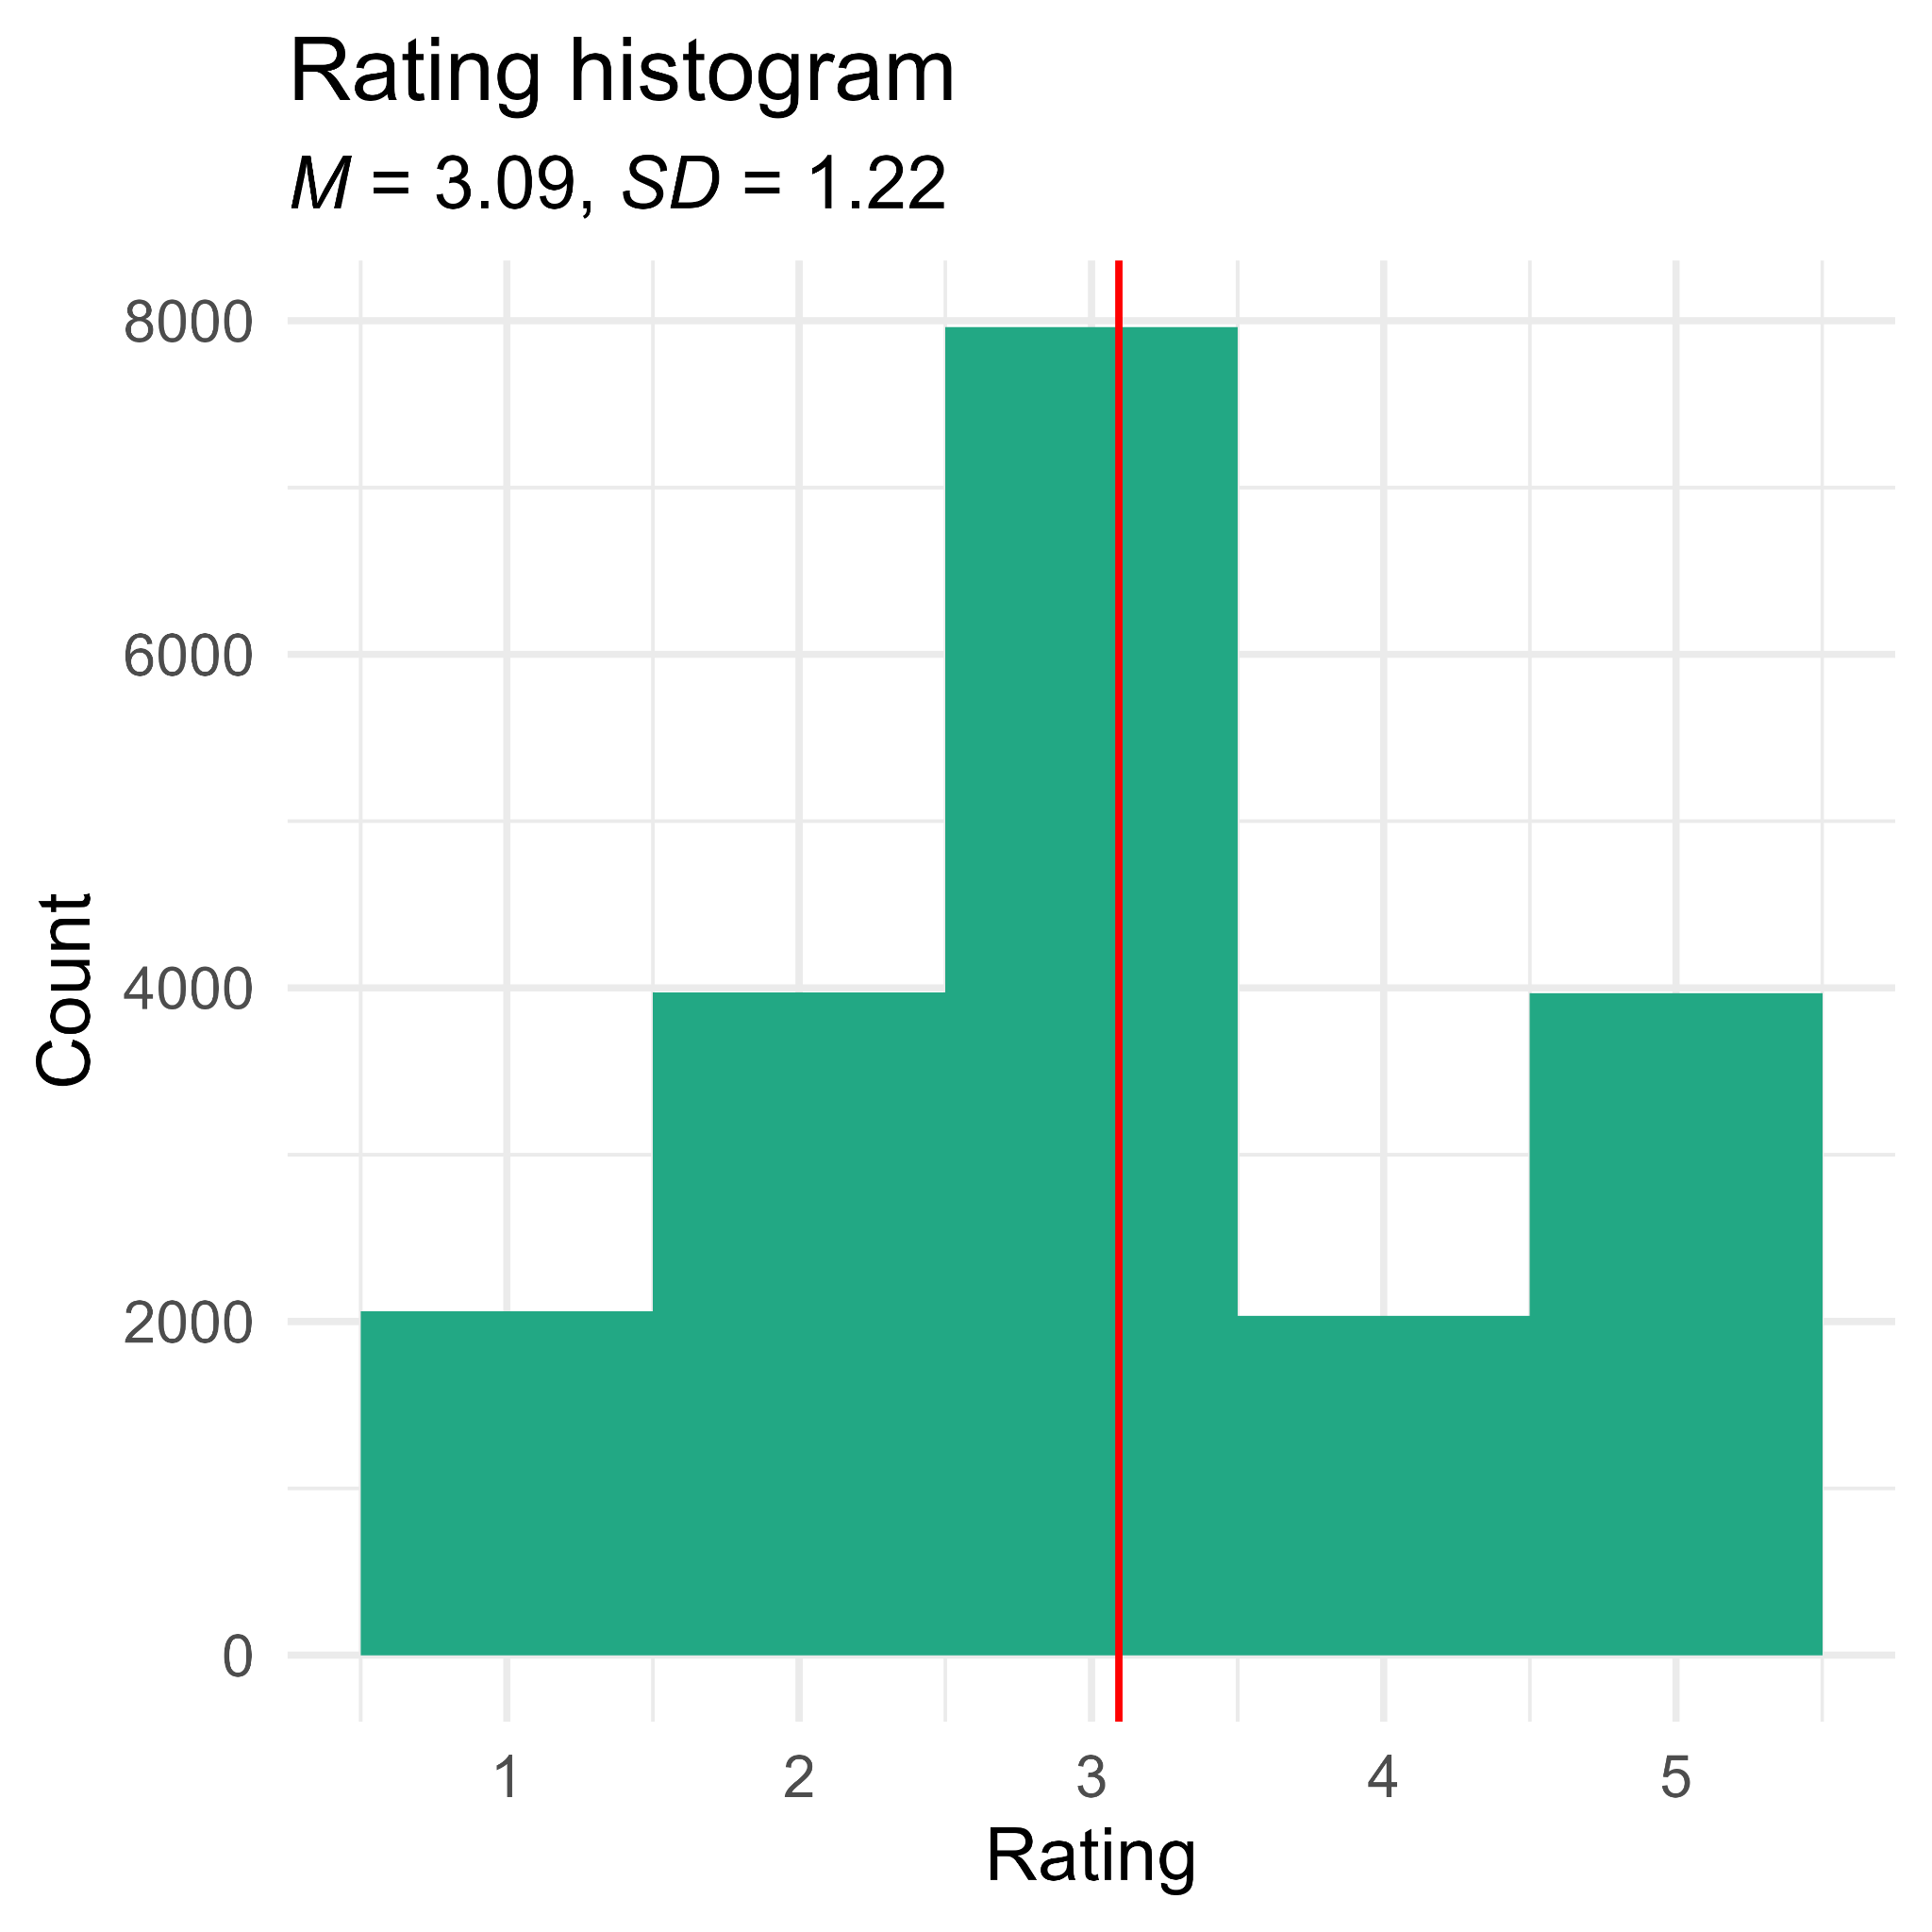 Rating histogram
M = 3.09, SD = 1.22
8000
6000
4000
2000
0
Count
1 2 3 4 5
Rating